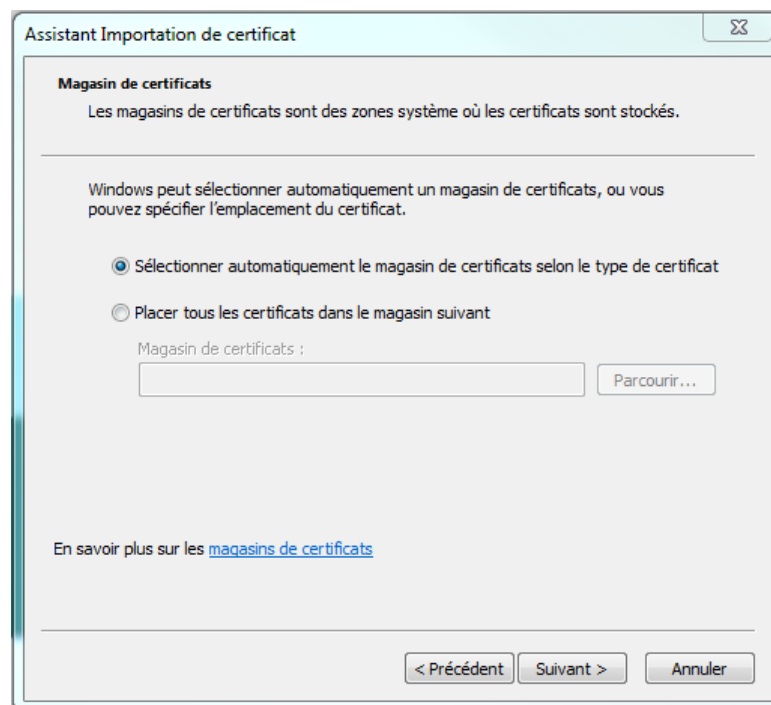 Assistant Importation de certificat
Magasin de certificats
Les magasins de certificats sont des zones système où les certificats sont stockés.
Windows peut sélectionner automatiquement un magasin de certificats, ou vous
pouvez spécifier l'emplacement du certificat.
Sélectionner automatiquement le magasin de certificats selon le type de certificat
Placer tous les certificats dans le magasin suivant
Magasin de certificats :
Parcourir...
En savoir plus sur les magasins de certificats
< Précédent Suivant > Annuler